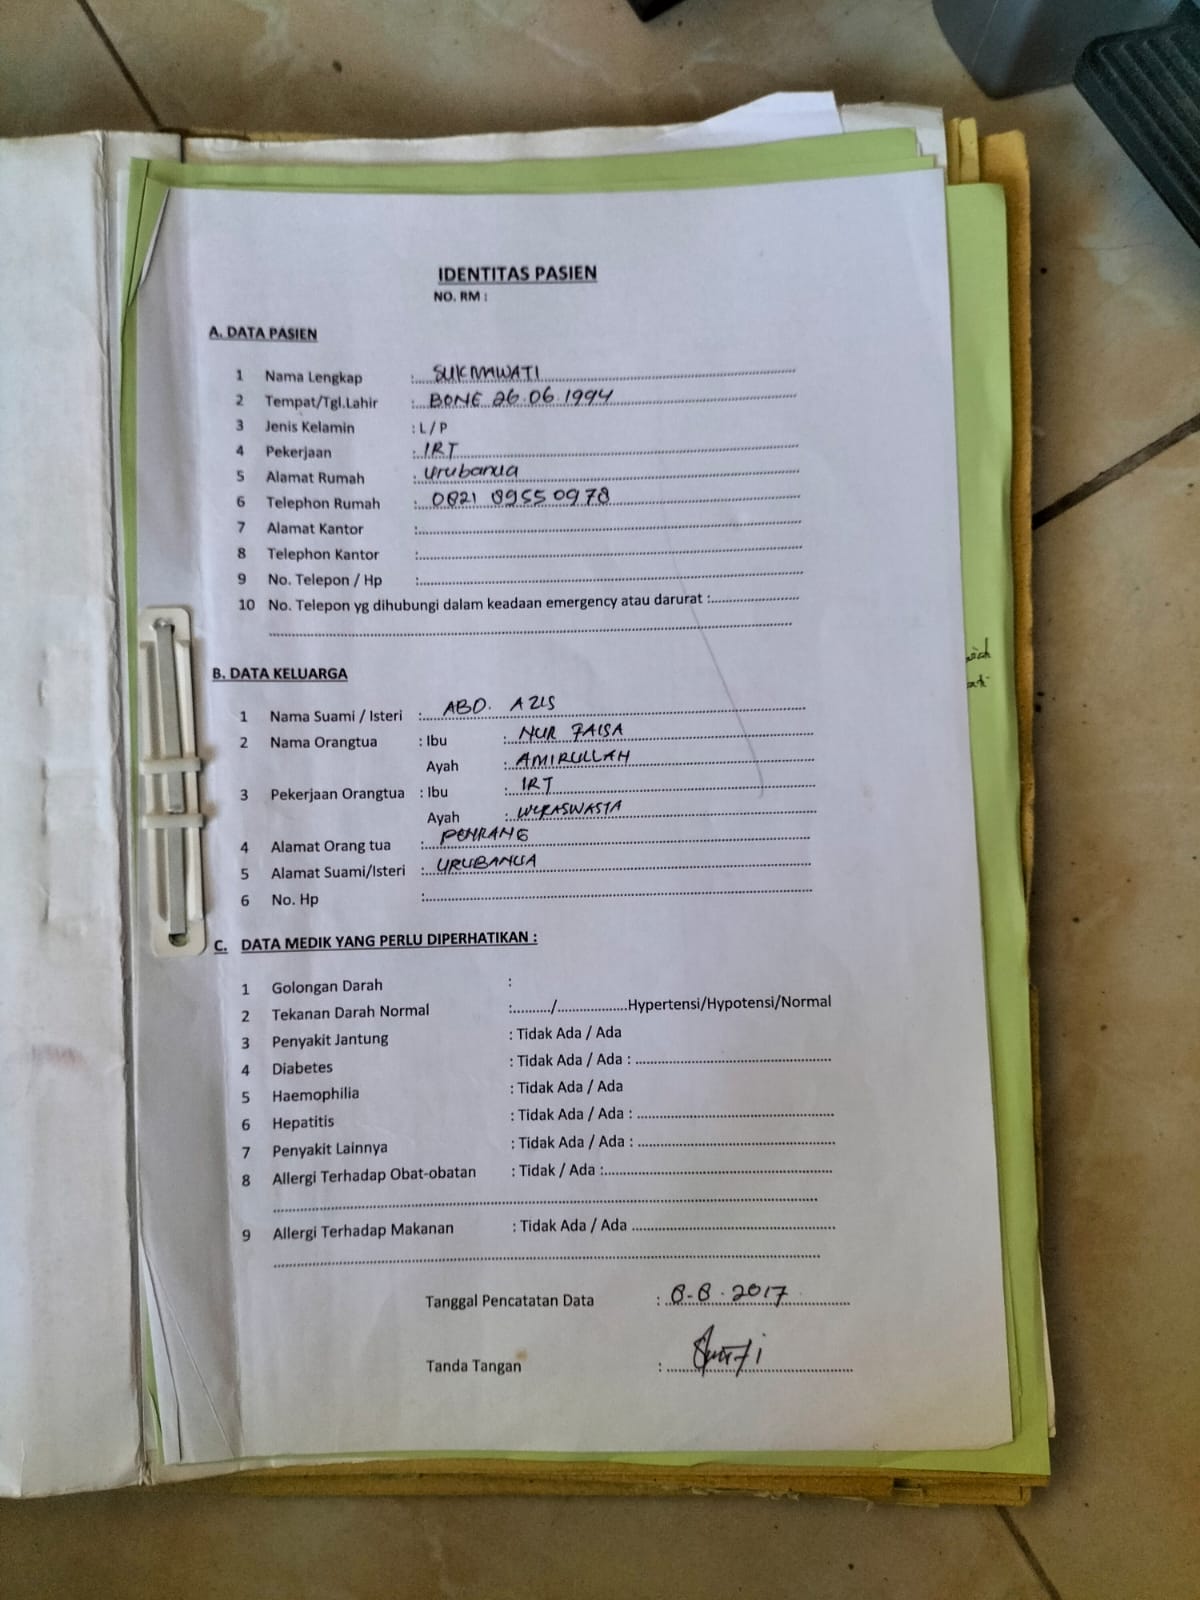 IDENTITAS PASIEN
NO. RM :
A. DATA PASIEN
1 Nama Lengkap : SUKMAWATI
2 Tempat/Tgl.Lahir : BONE 26.06.1994
3 Jenis Kelamin : L / P
4 Pekerjaan : IRT
5 Alamat Rumah : Urubanua
6 Telephon Rumah : 0821 8955 0978
7 Alamat Kantor :
8 Telephon Kantor :
9 No. Telepon / Hp :
10 No. Telepon yg dihubungi dalam keadaan emergency atau darurat :
B. DATA KELUARGA
1 Nama Suami / Isteri : ABD. AZIS
2 Nama Orangtua : Ibu : NUR FAISA
Ayah : AMIRULLAH
3 Pekerjaan Orangtua : Ibu : IRT
Ayah : WIRASWASTA
4 Alamat Orang tua : PENRANG
5 Alamat Suami/Isteri : URUBANUA
6 No. Hp :
C. DATA MEDIK YANG PERLU DIPERHATIKAN :
1 Golongan Darah :
2 Tekanan Darah Normal :........../...................Hypertensi/Hypotensi/Normal
3 Penyakit Jantung : Tidak Ada / Ada
4 Diabetes : Tidak Ada / Ada :
5 Haemophilia : Tidak Ada / Ada
6 Hepatitis : Tidak Ada / Ada :
7 Penyakit Lainnya : Tidak Ada / Ada :
8 Allergi Terhadap Obat-obatan : Tidak / Ada :
9 Allergi Terhadap Makanan : Tidak Ada / Ada
Tanggal Pencatatan Data : 8-8-2017
Tanda Tangan :